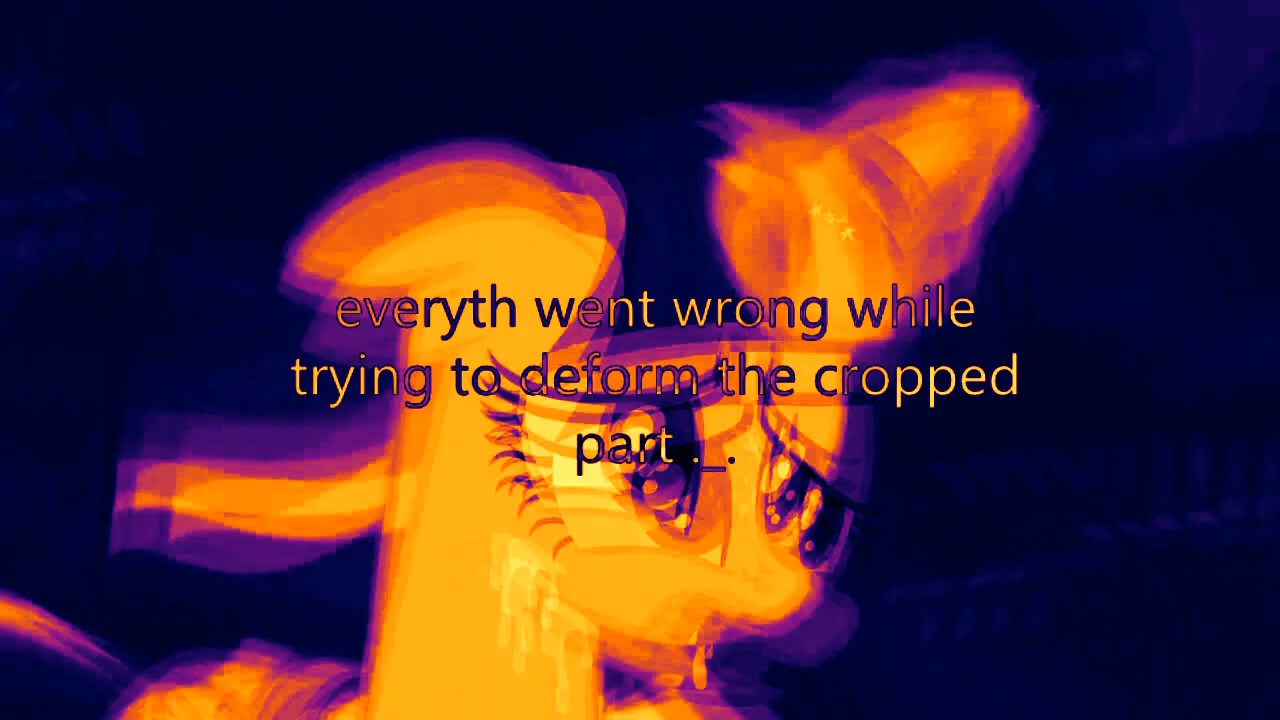 everyth went wrong while
trying to deform the cropped
part ._.